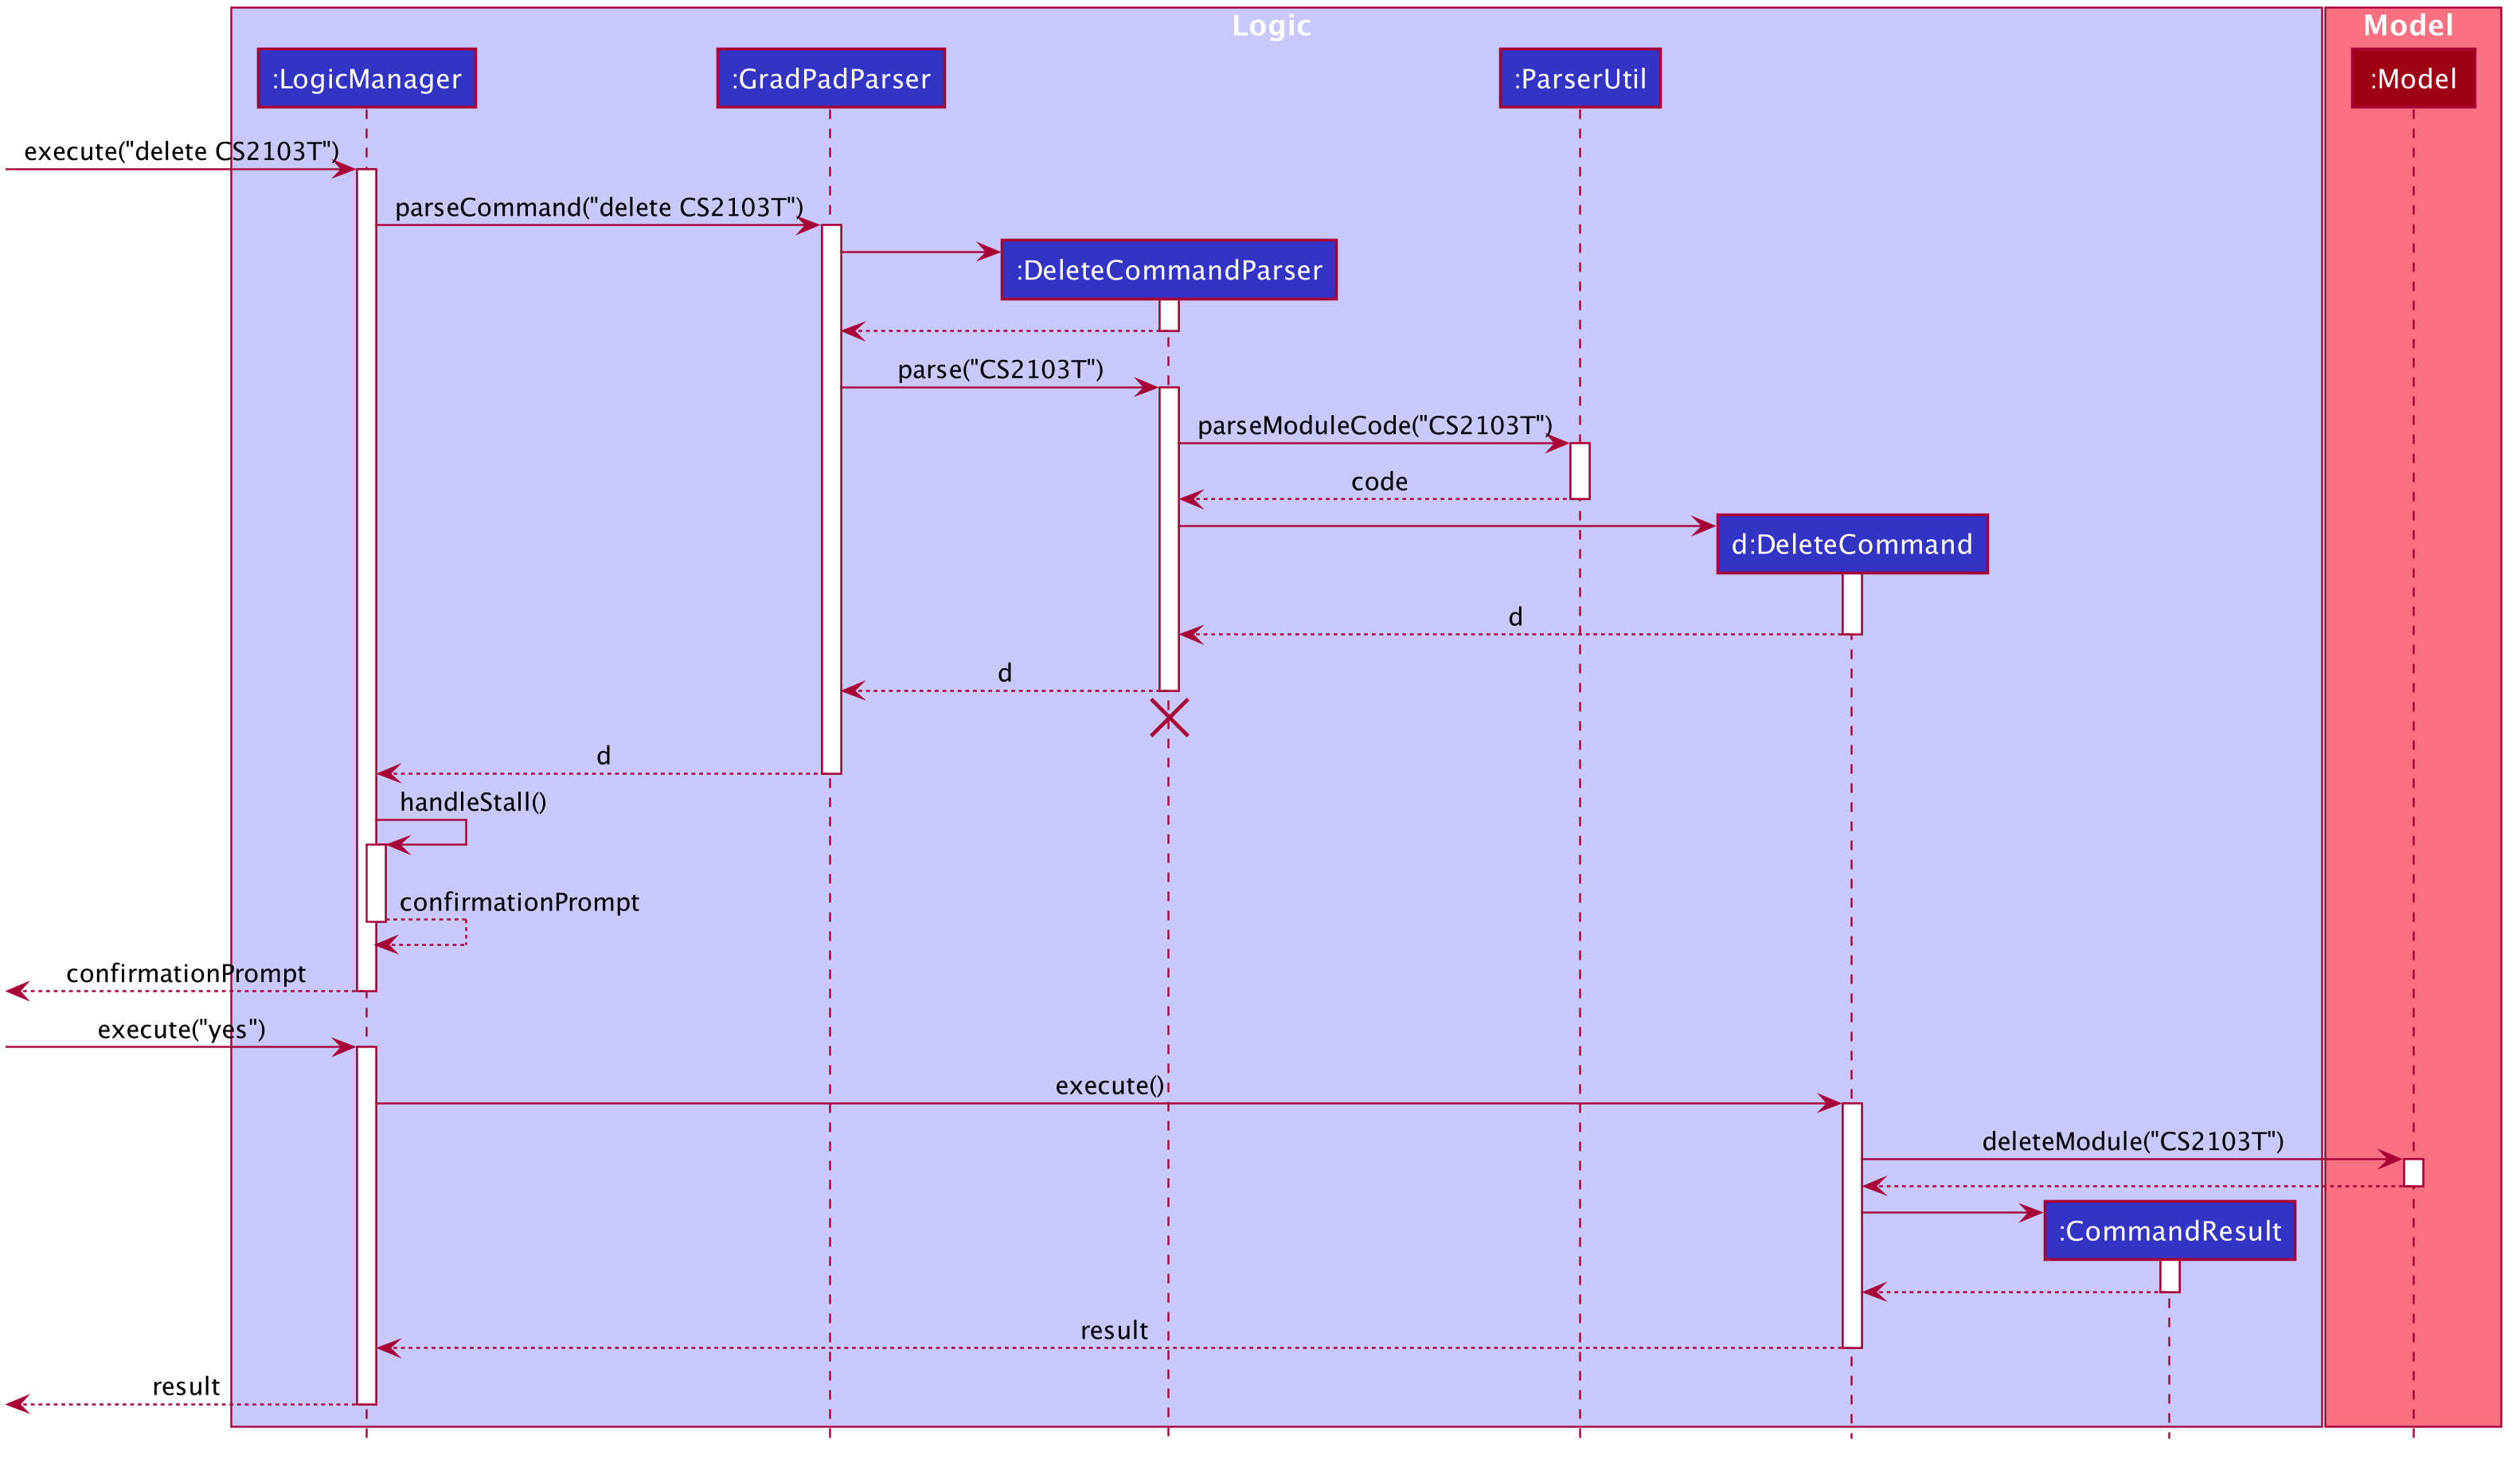 Logic
Model
:LogicManager
:GradPadParser
:ParserUtil
:Model
execute("delete CS2103T")
parseCommand("delete CS2103T")
:DeleteCommandParser
parse("CS2103T")
parseModuleCode("CS2103T")
code
d:DeleteCommand
d
d
d
handleStall()
confirmationPrompt
confirmationPrompt
execute("yes")
execute()
deleteModule("CS2103T")
:CommandResult
result
result